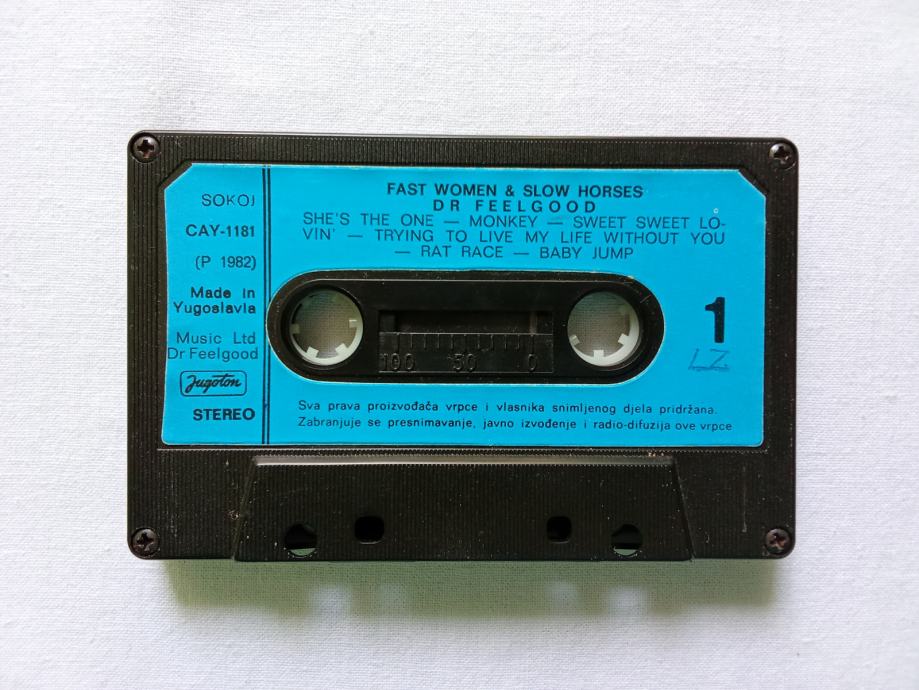 SOKOJ
CAY-1181
(P 1982)
Made in
Yugoslavia
Music Ltd
Dr Feelgood
Jugoton
STEREO
FAST WOMEN & SLOW HORSES
DR FEELGOOD
SHE'S THE ONE — MONKEY — SWEET SWEET LO-
VIN' — TRYING TO LIVE MY LIFE WITHOUT YOU
— RAT RACE — BABY JUMP
100 50 0
1
LZ
Sva prava proizvođača vrpce i vlasnika snimljenog djela pridržana.
Zabranjuje se presnimavanje, javno izvođenje i radio-difuzija ove vrpce